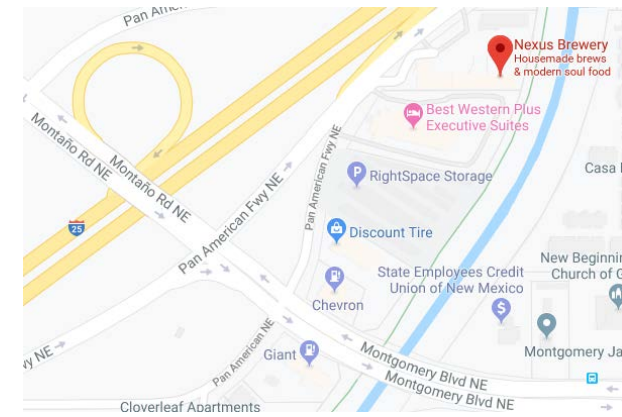 Pan Ame
Nexus Brewery
Housemade brews
& modern soul food
Best Western Plus
Executive Suites
Montaño Rd NE
Montaño Rd NE
Casa
RightSpace Storage
Pan American Fwy NE
Pan American Fwy NE
25
Discount Tire
New Beginnin
Church of G
State Employees Credit
Union of New Mexico
Chevron
Montgomery Ja
Giant
Montgomery Blvd NE
Montgomery Blvd NE
Pan American NE
vy NE
Cloverleaf Apartments